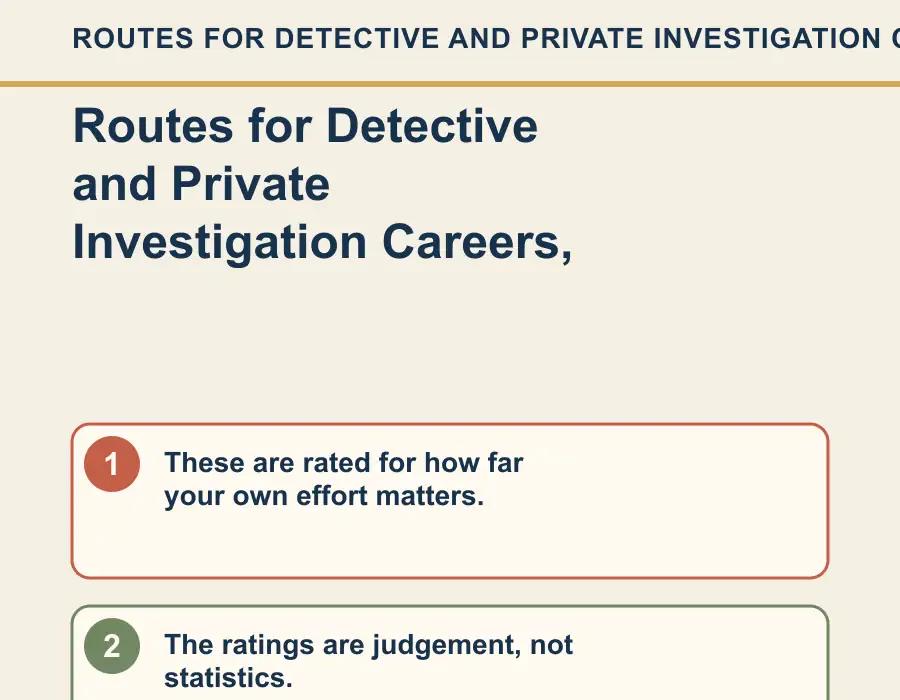 ROUTES FOR DETECTIVE AND PRIVATE INVESTIGATION
Routes for Detective
and Private
Investigation Careers,
1
These are rated for how far
your own effort matters.
2
The ratings are judgement, not
statistics.